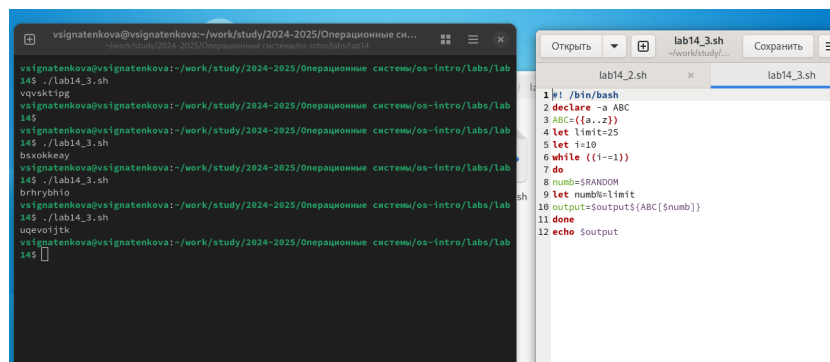 vsignatenkova@vsignatenkova:~/work/study/2024-2025/Операционные си...
~/work/study/2024-2025/Операционные системы/os-intro/labs/lab14
vsignatenkova@vsignatenkova:~/work/study/2024-2025/Операционные системы/os-intro/labs/lab
14$ ./lab14_3.sh
vqvsktipg
vsignatenkova@vsignatenkova:~/work/study/2024-2025/Операционные системы/os-intro/labs/lab
14$
vsignatenkova@vsignatenkova:~/work/study/2024-2025/Операционные системы/os-intro/labs/lab
14$ ./lab14_3.sh
bsxokkeay
vsignatenkova@vsignatenkova:~/work/study/2024-2025/Операционные системы/os-intro/labs/lab
14$ ./lab14_3.sh
brhrybhio
vsignatenkova@vsignatenkova:~/work/study/2024-2025/Операционные системы/os-intro/labs/lab
14$ ./lab14_3.sh
uqevoijtk
vsignatenkova@vsignatenkova:~/work/study/2024-2025/Операционные системы/os-intro/labs/lab
14$
sh
Открыть
lab14_3.sh
~/work/study/...
Сохранить
lab14_2.sh
lab14_3.sh
1 #! /bin/bash
2 declare -a ABC
3 ABC=({a..z})
4 let limit=25
5 let i=10
6 while ((i-=1))
7 do
8 numb=$RANDOM
9 let numb%=limit
10 output=$output${ABC[$numb]}
11 done
12 echo $output